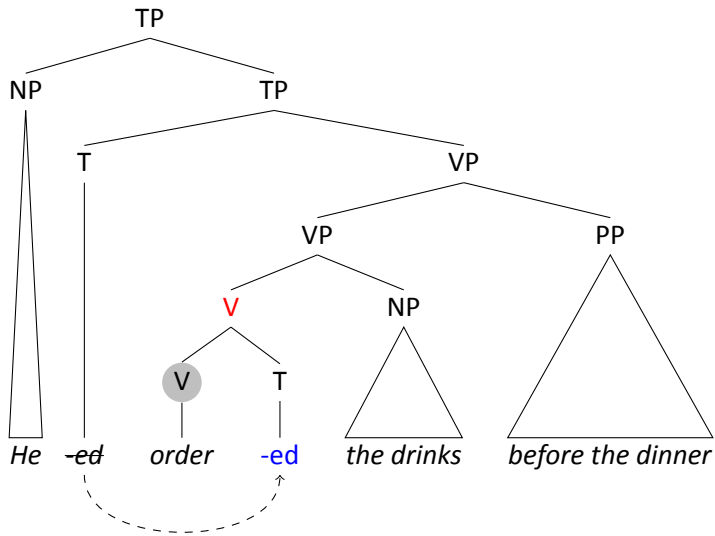 TP
NP TP
T VP
VP PP
V NP
V T
He -ed order -ed the drinks before the dinner